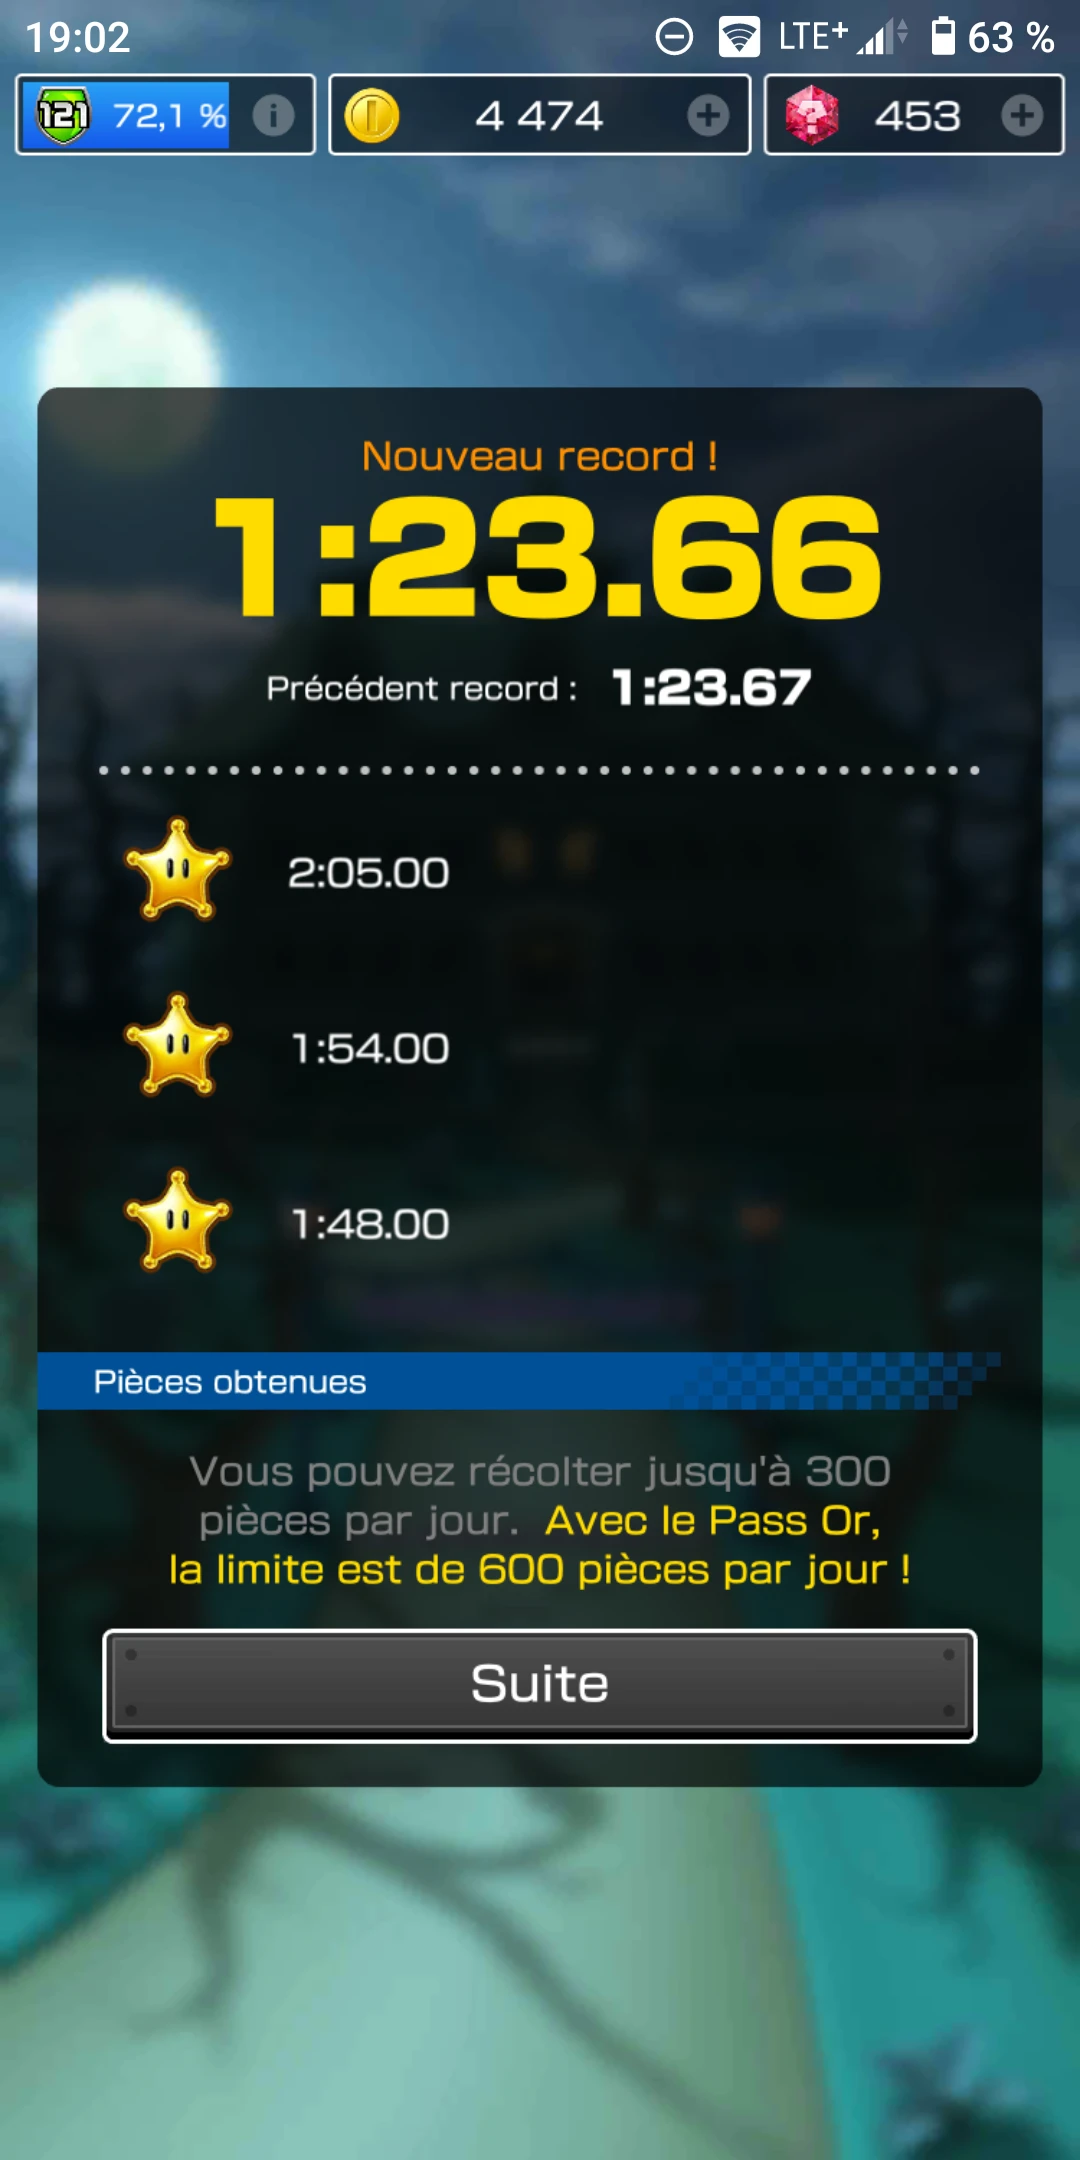 19:02 LTE+ 63 %
121 72,1 % i 4 474 + ? 453 +
Nouveau record !
1:23.66
Précédent record : 1:23.67
2:05.00
1:54.00
1:48.00
Pièces obtenues
Vous pouvez récolter jusqu'à 300
pièces par jour. Avec le Pass Or,
la limite est de 600 pièces par jour !
Suite